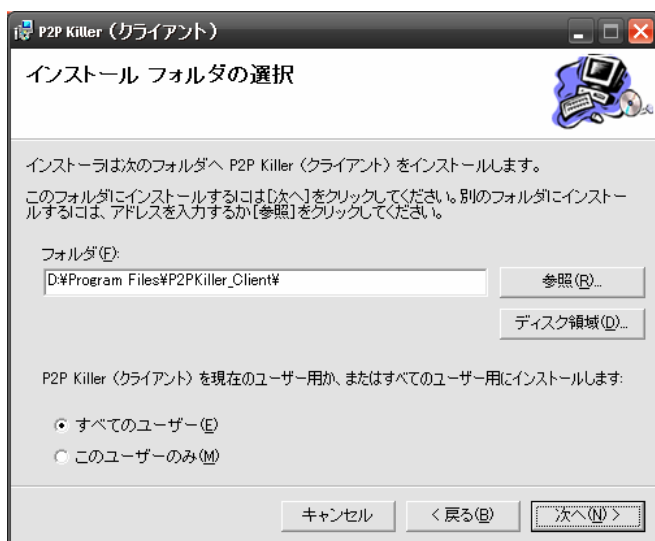 P2P Killer (クライアント)
インストール フォルダの選択
インストーラは次のフォルダへ P2P Killer (クライアント) をインストールします。
このフォルダにインストールするには[次へ]をクリックしてください。別のフォルダにインストー
ルするには、アドレスを入力するか[参照]をクリックしてください。
フォルダ(F):
D:¥Program Files¥P2PKiller_Client¥
参照(R)...
ディスク領域(D)...
P2P Killer (クライアント) を現在のユーザー用か、またはすべてのユーザー用にインストールします:
すべてのユーザー(E)
このユーザーのみ(M)
キャンセル
< 戻る(B)
次へ(N) >